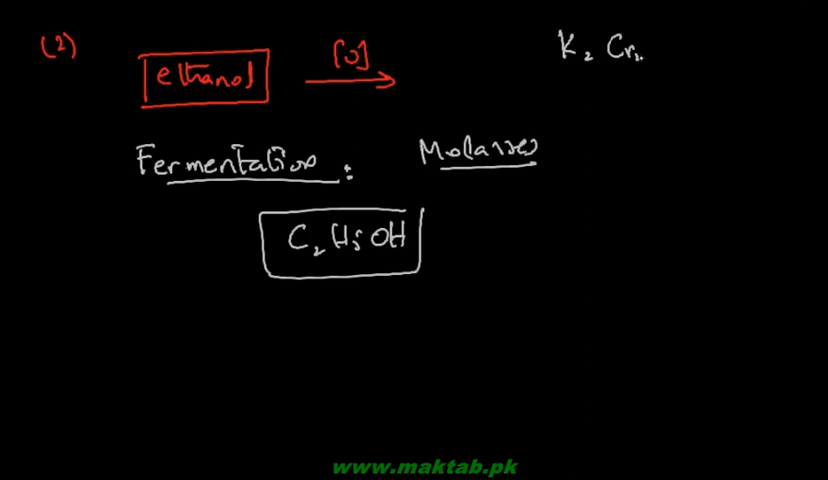 (2) ethanol [O] → K₂ Cr₂
Fermentation : Molasses
C₂H₅OH
www.maktab.pk